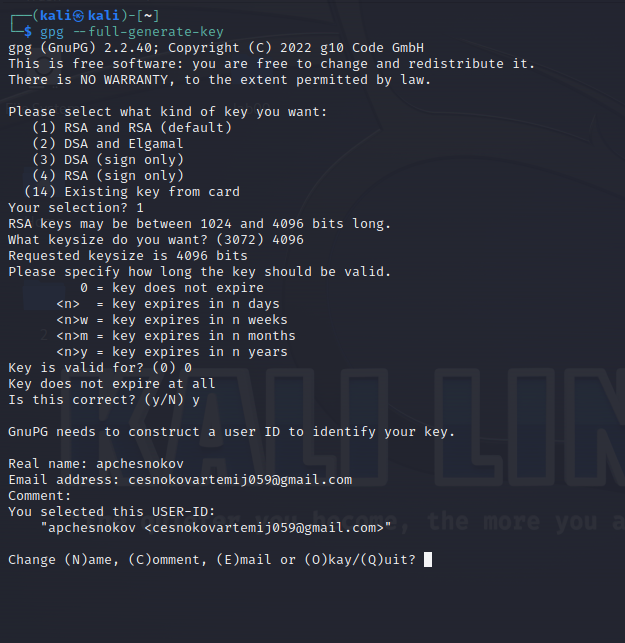 ┌──(kali㉿kali)-[~]
└─$ gpg --full-generate-key
gpg (GnuPG) 2.2.40; Copyright (C) 2022 g10 Code GmbH
This is free software: you are free to change and redistribute it.
There is NO WARRANTY, to the extent permitted by law.

Please select what kind of key you want:
   (1) RSA and RSA (default)
   (2) DSA and Elgamal
   (3) DSA (sign only)
   (4) RSA (sign only)
  (14) Existing key from card
Your selection? 1
RSA keys may be between 1024 and 4096 bits long.
What keysize do you want? (3072) 4096
Requested keysize is 4096 bits
Please specify how long the key should be valid.
         0 = key does not expire
      <n>  = key expires in n days
      <n>w = key expires in n weeks
      <n>m = key expires in n months
      <n>y = key expires in n years
Key is valid for? (0) 0
Key does not expire at all
Is this correct? (y/N) y

GnuPG needs to construct a user ID to identify your key.

Real name: apchesnokov
Email address: cesnokovartemij059@gmail.com
Comment:
You selected this USER-ID:
    "apchesnokov <cesnokovartemij059@gmail.com>"

Change (N)ame, (C)omment, (E)mail or (O)kay/(Q)uit?
KALI LIN
become, the more you a